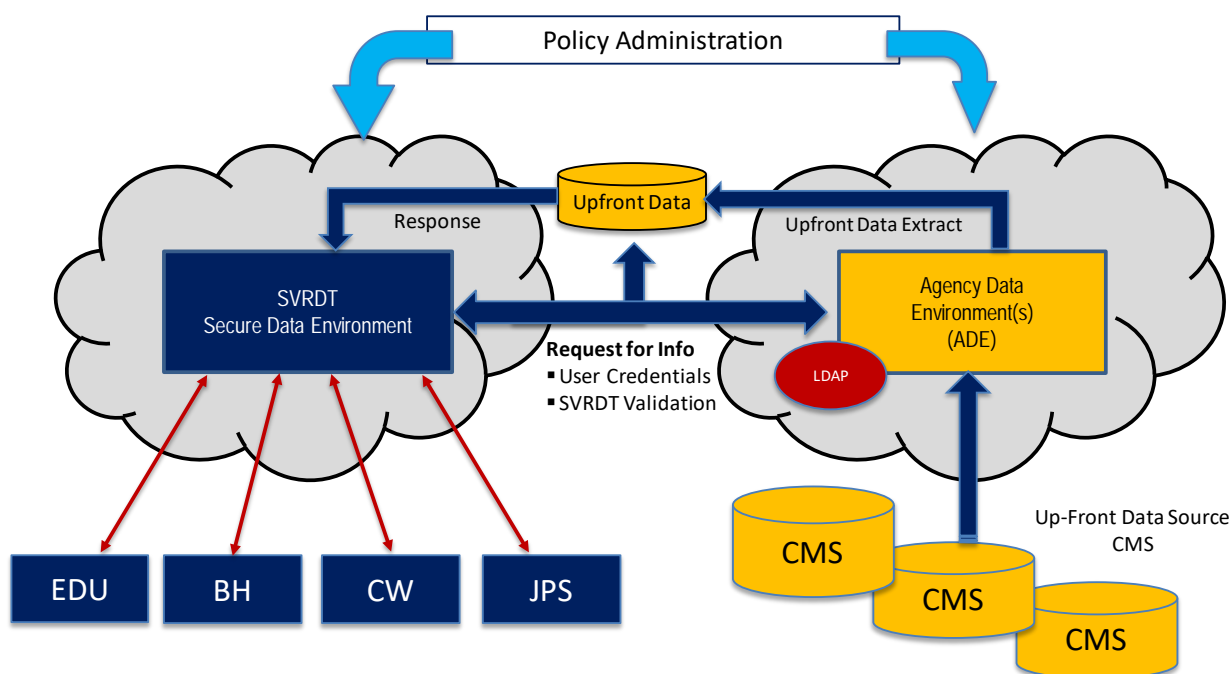 Policy Administration
Upfront Data
Response
Upfront Data Extract
SVRDT
Secure Data Environment
Agency Data
Environment(s)
(ADE)
Request for Info
▪ User Credentials
▪ SVRDT Validation
LDAP
Up-Front Data Source
CMS
CMS
CMS
CMS
EDU
BH
CW
JPS